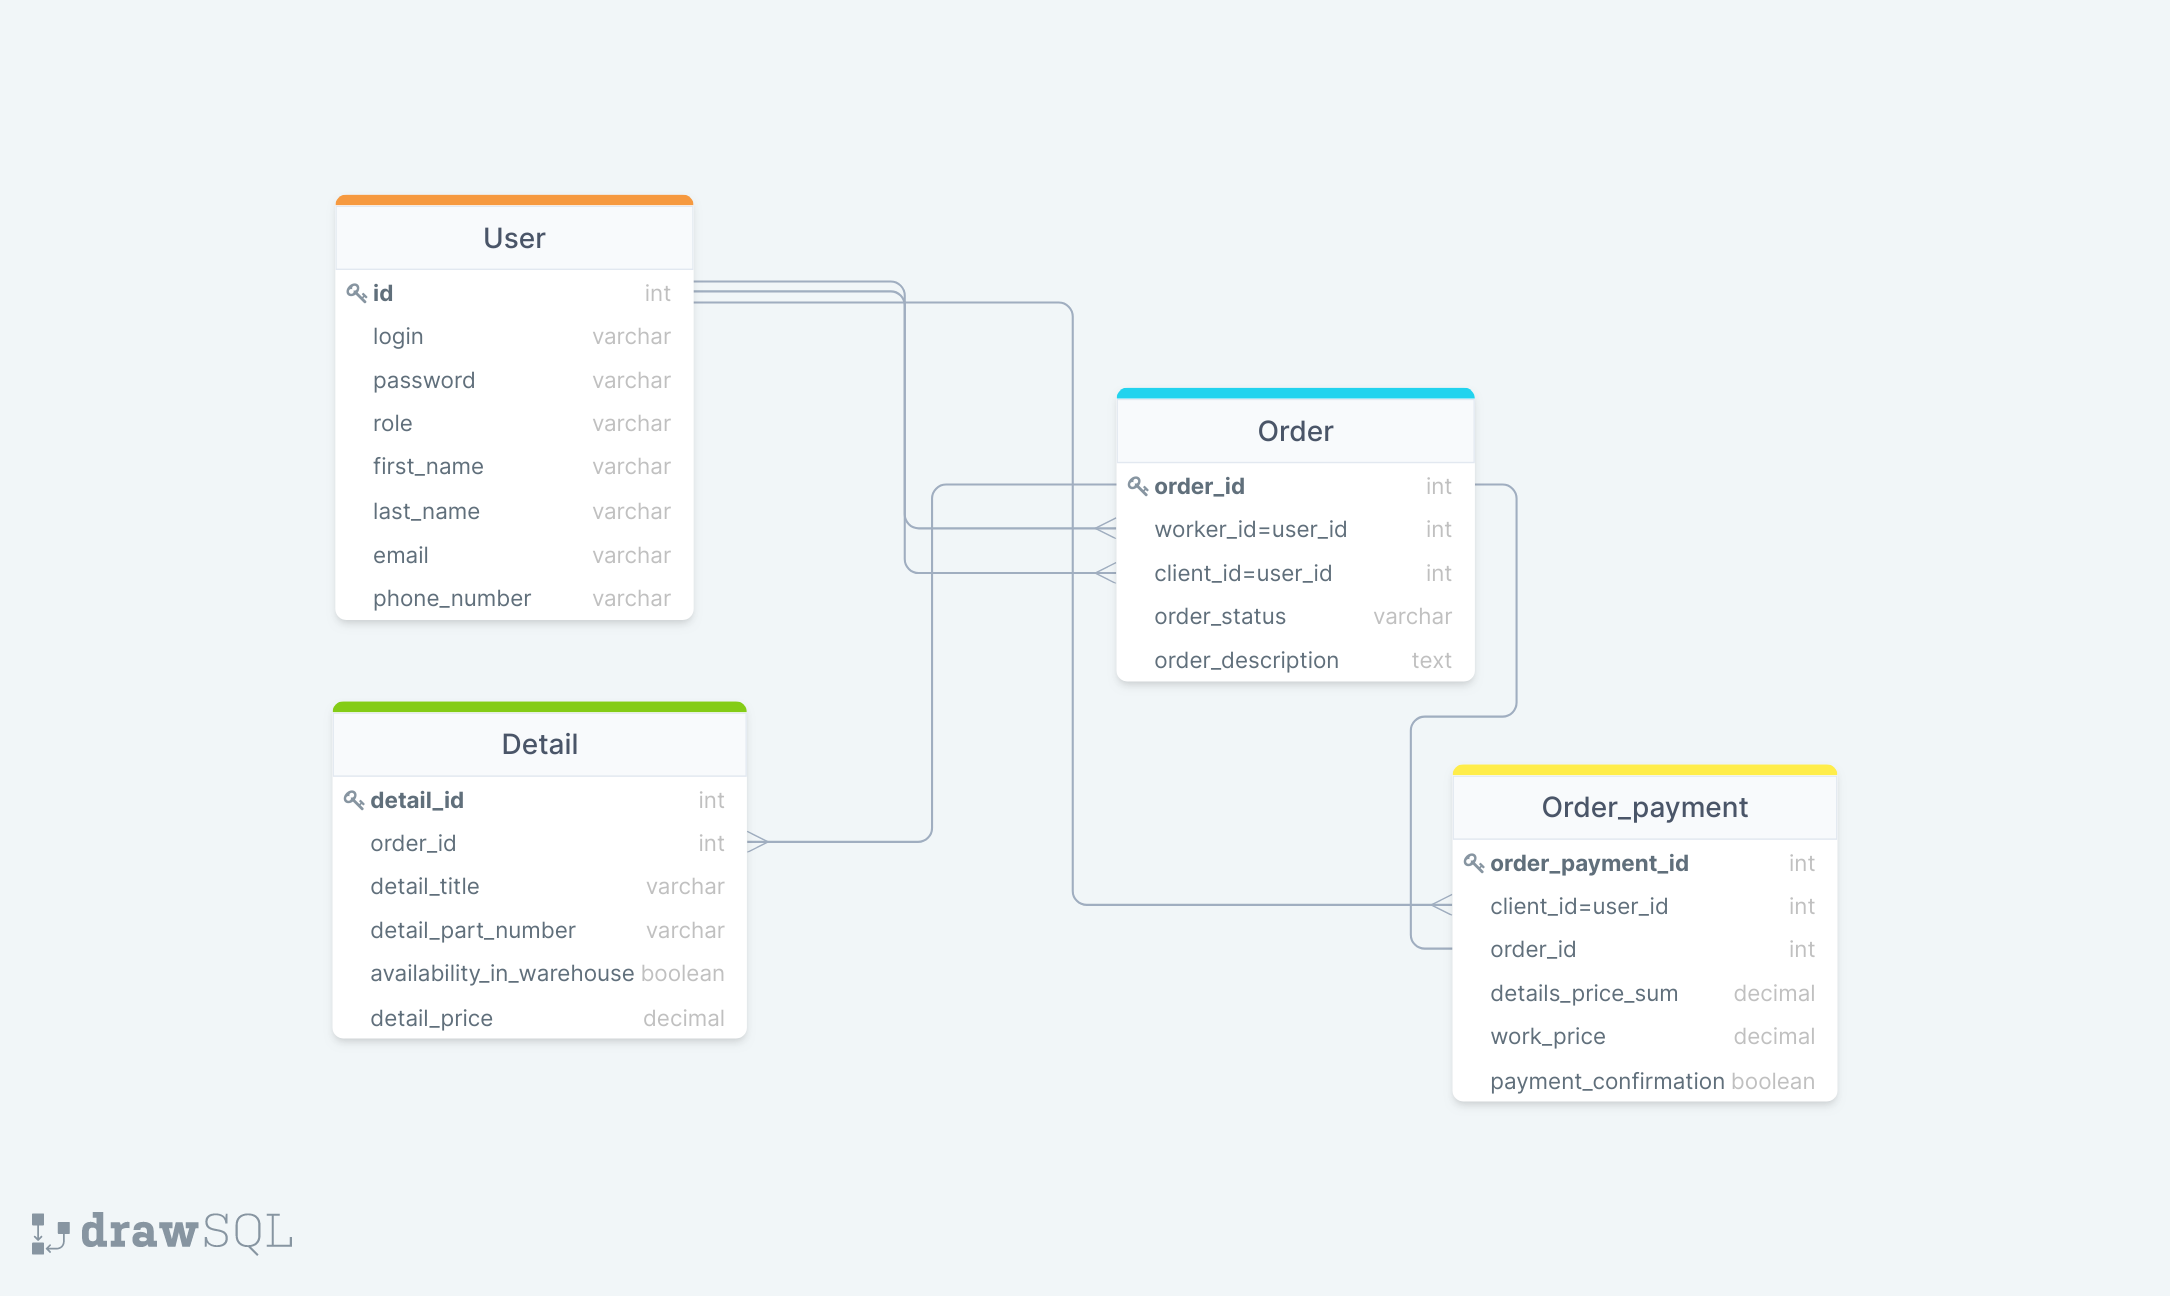 User
id int
login varchar
password varchar
role varchar
first_name varchar
last_name varchar
email varchar
phone_number varchar
Order
order_id int
worker_id=user_id int
client_id=user_id int
order_status varchar
order_description text
Detail
detail_id int
order_id int
detail_title varchar
detail_part_number varchar
availability_in_warehouse boolean
detail_price decimal
Order_payment
order_payment_id int
client_id=user_id int
order_id int
details_price_sum decimal
work_price decimal
payment_confirmation boolean
drawSQL